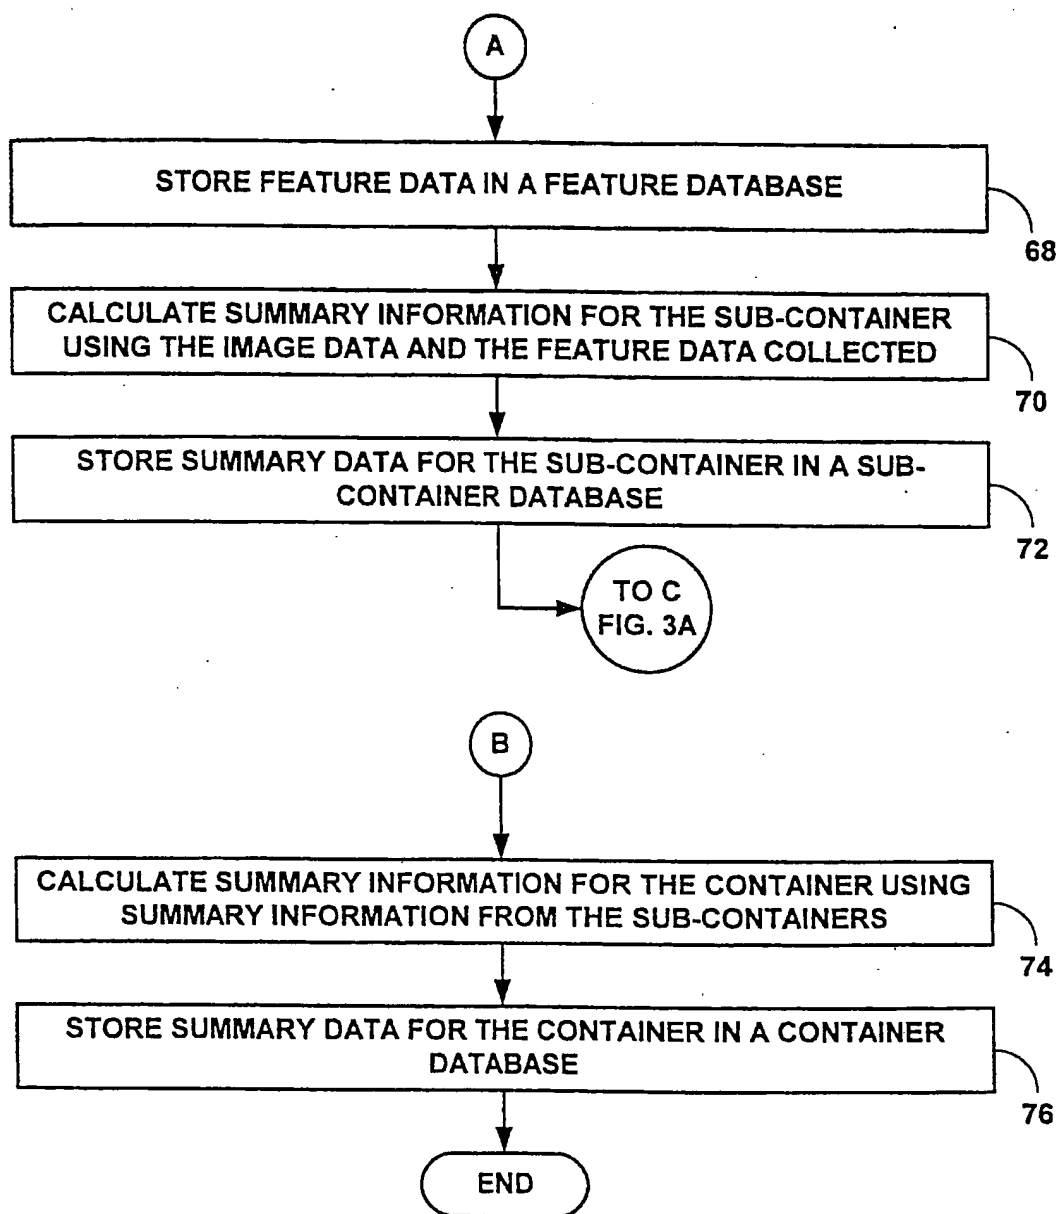 A
STORE FEATURE DATA IN A FEATURE DATABASE
68
CALCULATE SUMMARY INFORMATION FOR THE SUB-CONTAINER
USING THE IMAGE DATA AND THE FEATURE DATA COLLECTED
70
STORE SUMMARY DATA FOR THE SUB-CONTAINER IN A SUB-
CONTAINER DATABASE
72
TO C
FIG. 3A
B
CALCULATE SUMMARY INFORMATION FOR THE CONTAINER USING
SUMMARY INFORMATION FROM THE SUB-CONTAINERS
74
STORE SUMMARY DATA FOR THE CONTAINER IN A CONTAINER
DATABASE
76
END